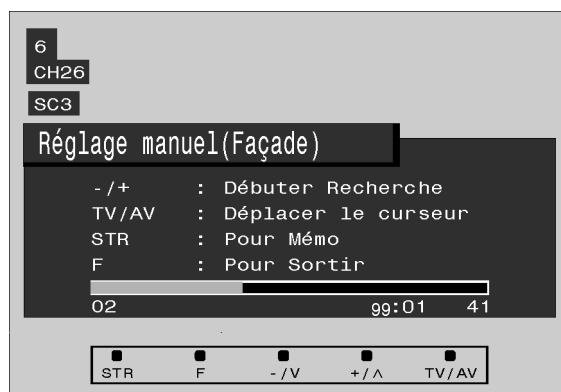 6
CH26
SC3
Réglage manuel(Façade)
-/+ : Débuter Recherche
TV/AV : Déplacer le curseur
STR : Pour Mémo
F : Pour Sortir
02 99:01 41
STR F -/V +/Λ TV/AV